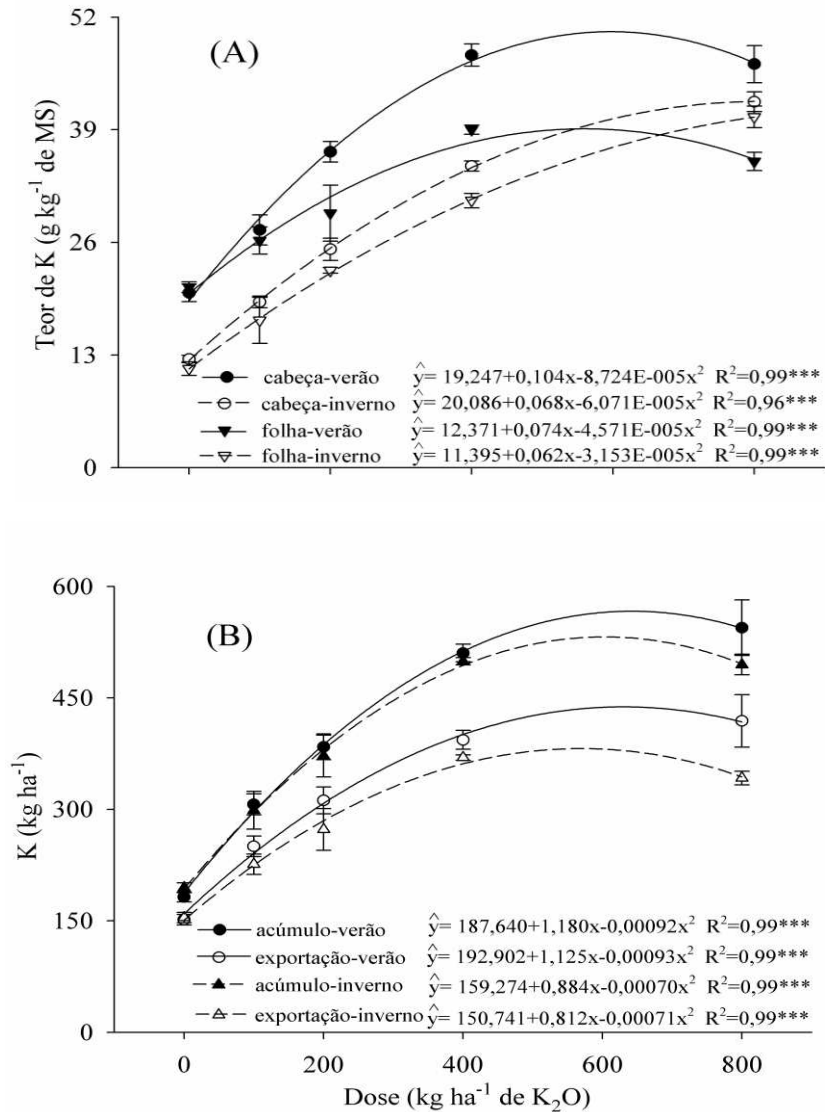 52
(A)
39
26
13
0
Teor de K (g kg⁻¹ de MS)
cabeça-verão ŷ= 19,247+0,104x-8,724E-005x² R²=0,99***
cabeça-inverno ŷ= 20,086+0,068x-6,071E-005x² R²=0,96***
folha-verão ŷ= 12,371+0,074x-4,571E-005x² R²=0,99***
folha-inverno ŷ= 11,395+0,062x-3,153E-005x² R²=0,99***
600
(B)
450
300
150
0
K (kg ha⁻¹)
acúmulo-verão ŷ= 187,640+1,180x-0,00092x² R²=0,99***
exportação-verão ŷ= 192,902+1,125x-0,00093x² R²=0,99***
acúmulo-inverno ŷ= 159,274+0,884x-0,00070x² R²=0,99***
exportação-inverno ŷ= 150,741+0,812x-0,00071x² R²=0,99***
0 200 400 600 800
Dose (kg ha⁻¹ de K₂O)